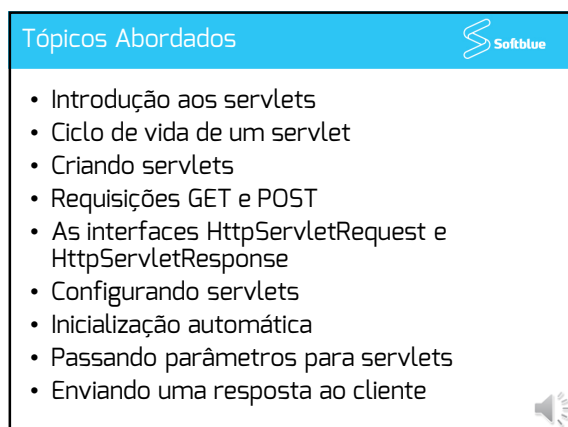 Tópicos Abordados
Softblue
• Introdução aos servlets
• Ciclo de vida de um servlet
• Criando servlets
• Requisições GET e POST
• As interfaces HttpServletRequest e
HttpServletResponse
• Configurando servlets
• Inicialização automática
• Passando parâmetros para servlets
• Enviando uma resposta ao cliente